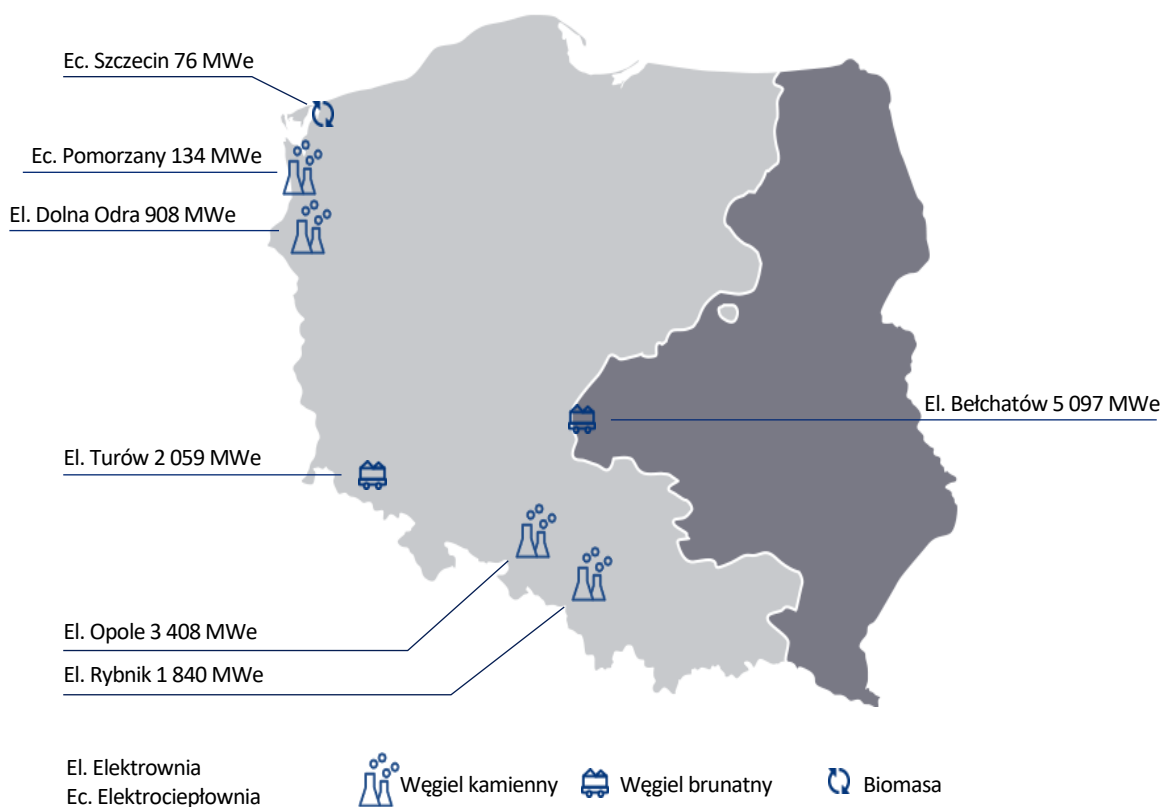 Ec. Szczecin 76 MWe
Ec. Pomorzany 134 MWe
El. Dolna Odra 908 MWe
El. Bełchatów 5 097 MWe
El. Turów 2 059 MWe
El. Opole 3 408 MWe
El. Rybnik 1 840 MWe
El. Elektrownia
Ec. Elektrociepłownia
Węgiel kamienny
Węgiel brunatny
Biomasa